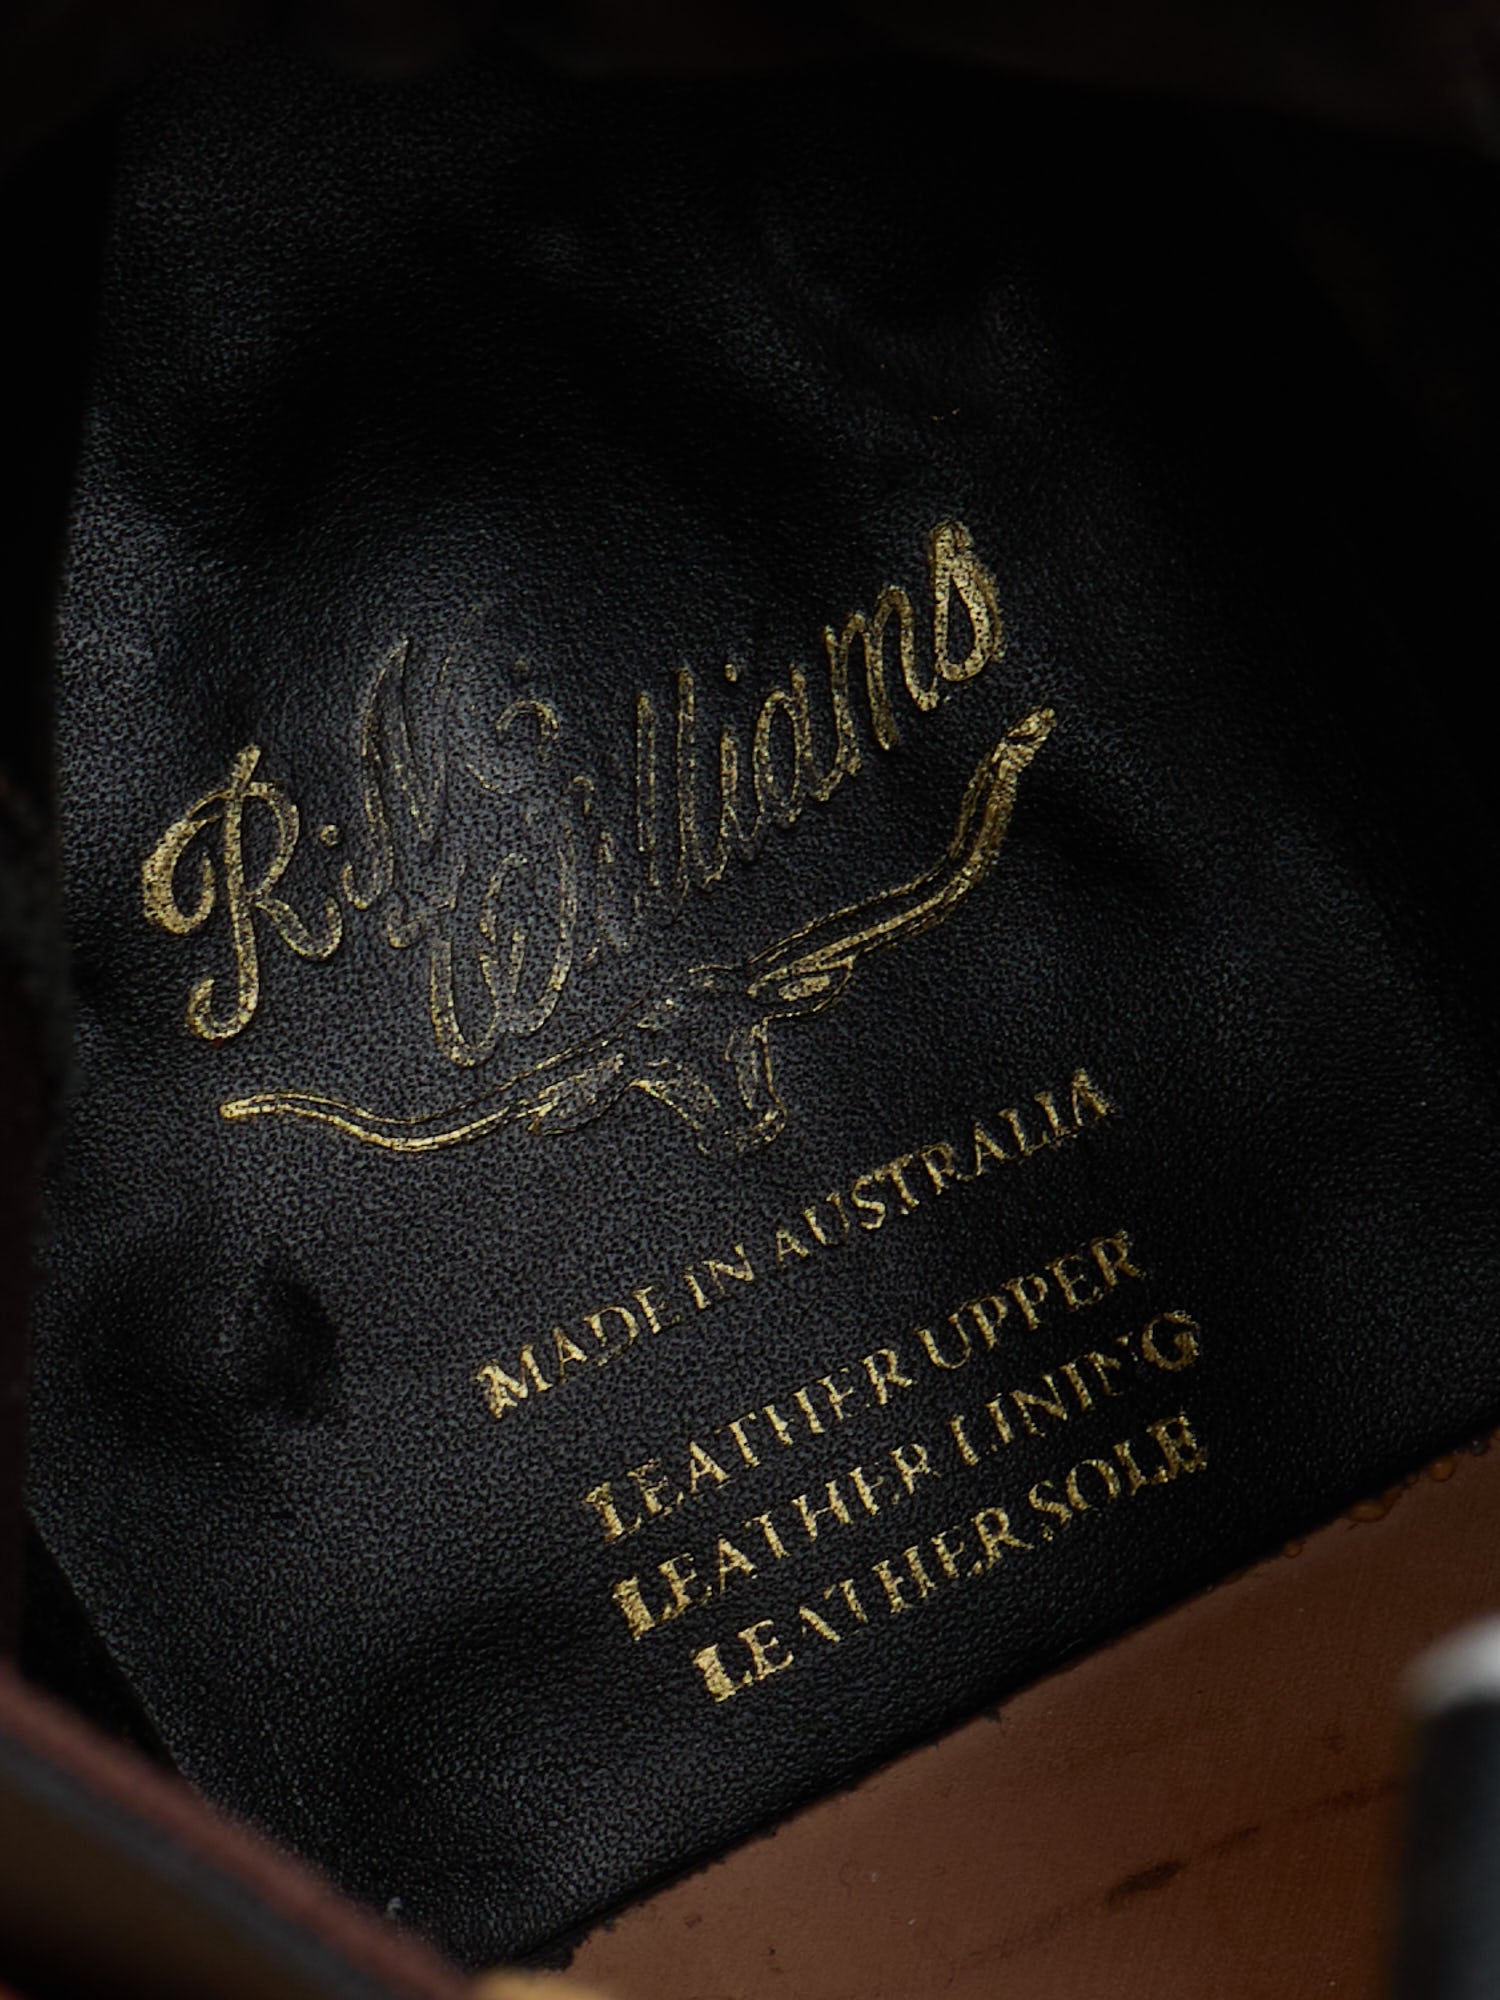 R.M. Williams
MADE IN AUSTRALIA
LEATHER UPPER
LEATHER LINING
LEATHER SOLE